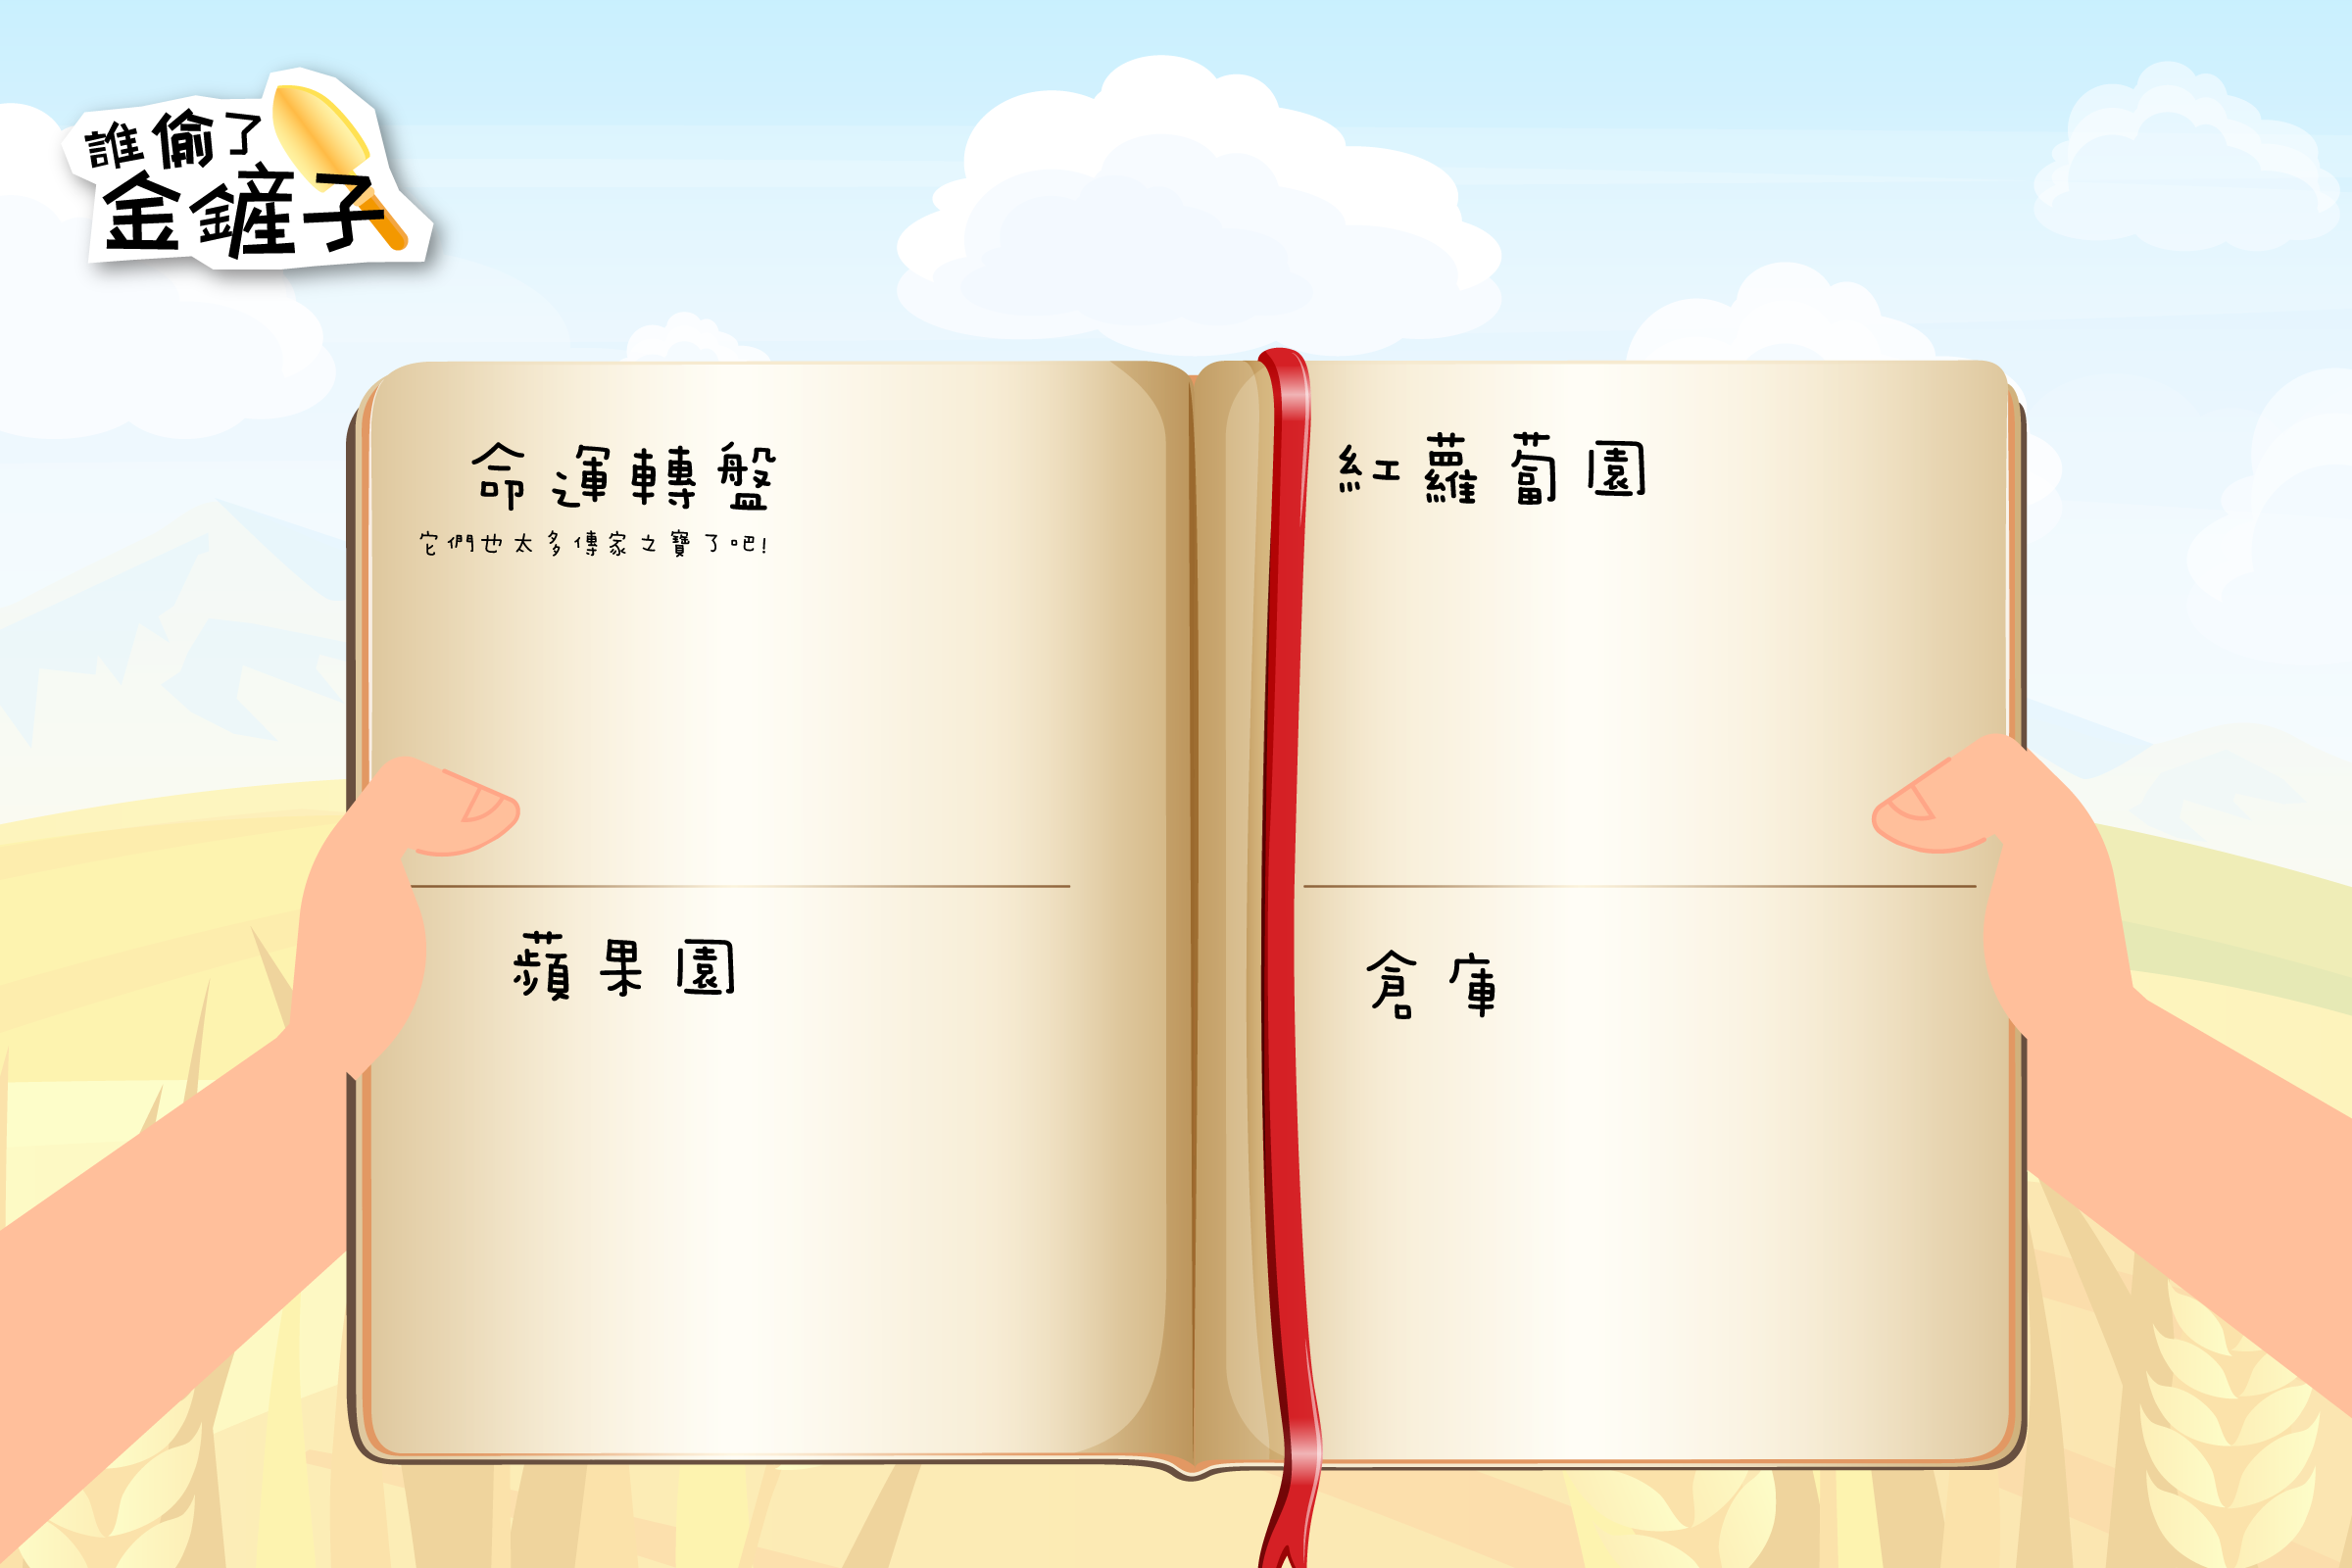 誰偷了
金鏟子
命運轉盤
它們也太多傳家之寶了吧!
蘋果園
紅蘿蔔園
倉庫